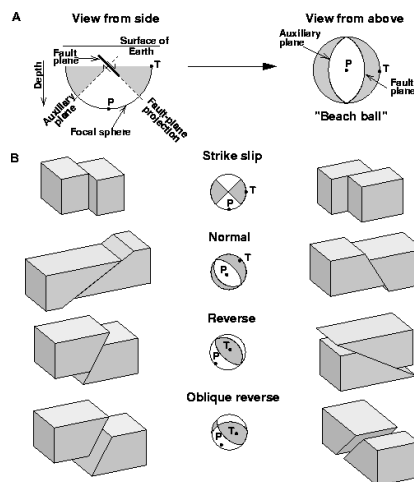 A
View from side
View from above
Surface of
Earth
Fault
plane
T
Depth
P
Auxiliary
plane
Focal sphere
Fault-plane
projection
Auxiliary
plane
P
Fault
plane
"Beach ball"
B
Strike slip
T
P
Normal
T
P
Reverse
T
P
Oblique reverse
P
T